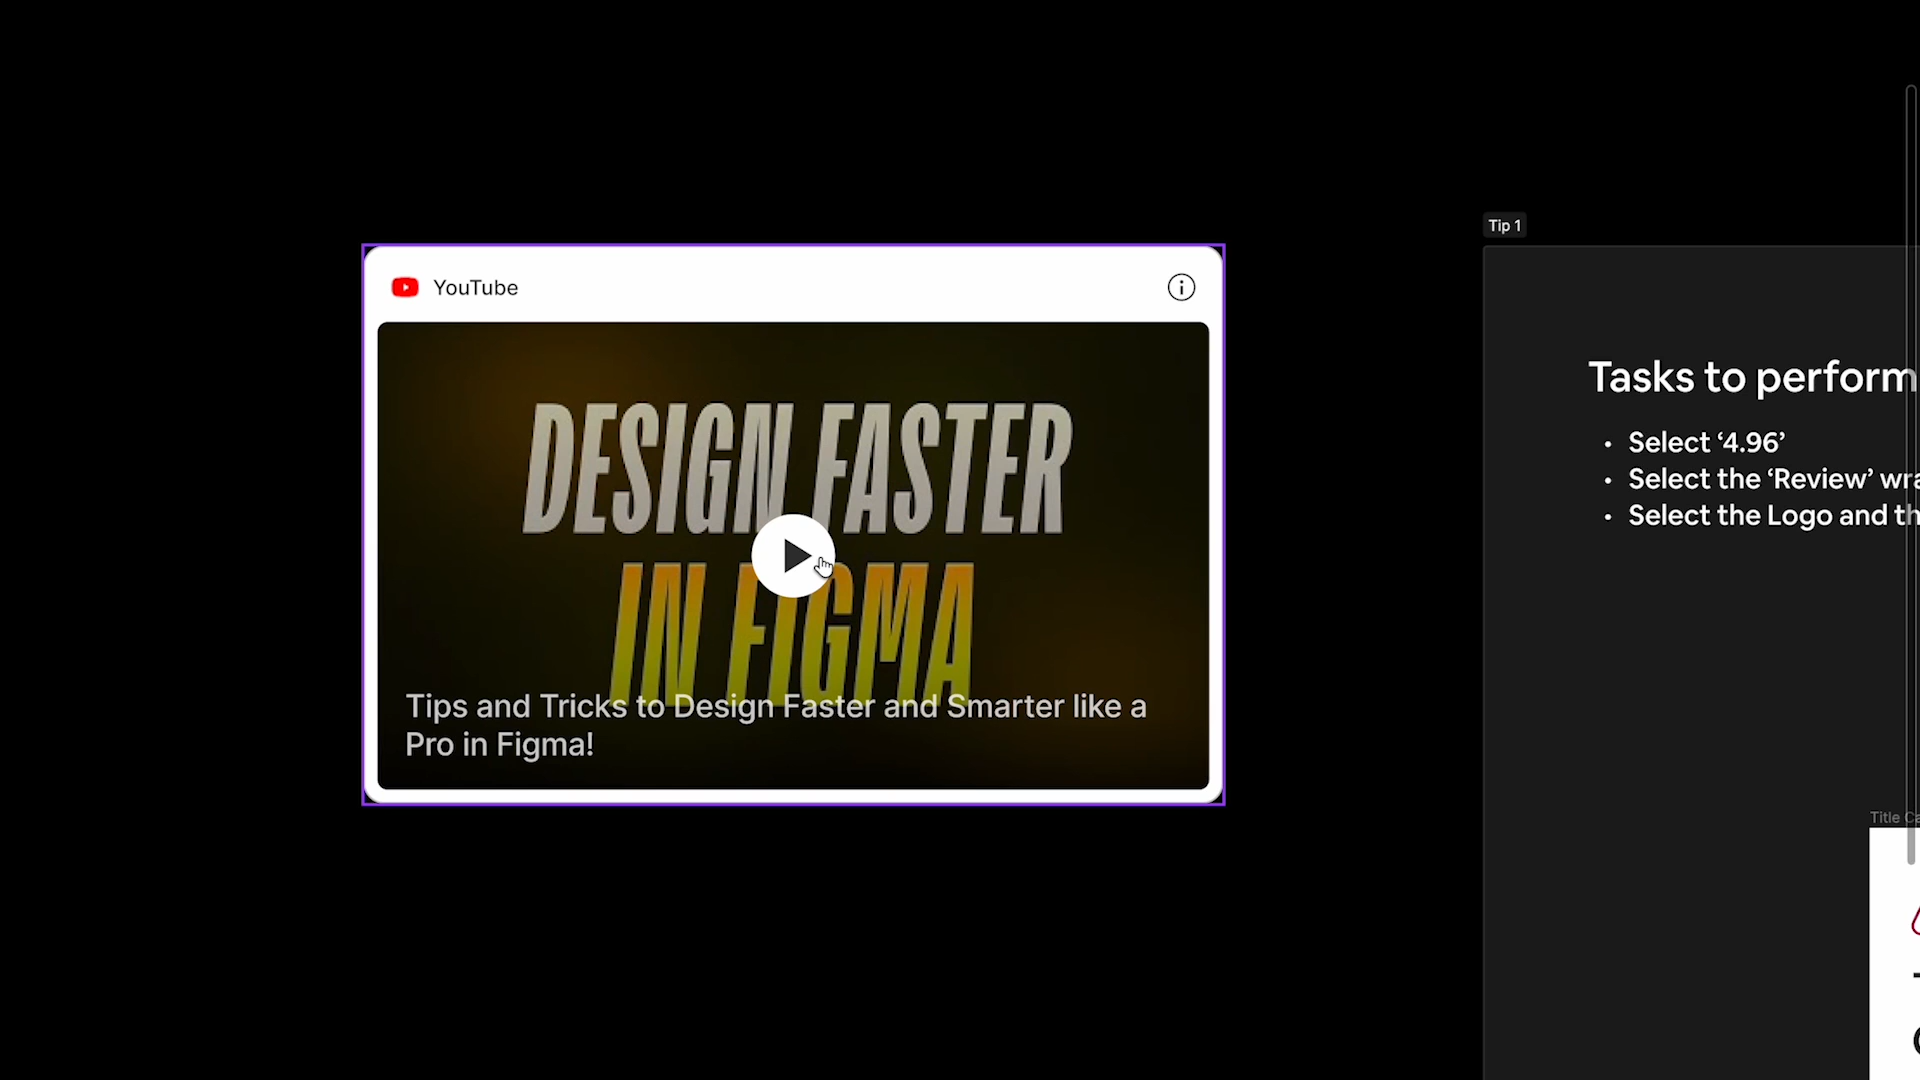 YouTube
DESIGN FASTER
IN FIGMA
Tips and Tricks to Design Faster and Smarter like a
Pro in Figma!
Tip 1
Tasks to perform
Select ‘4.96’
Select the ‘Review’
Select the Logo and
Title